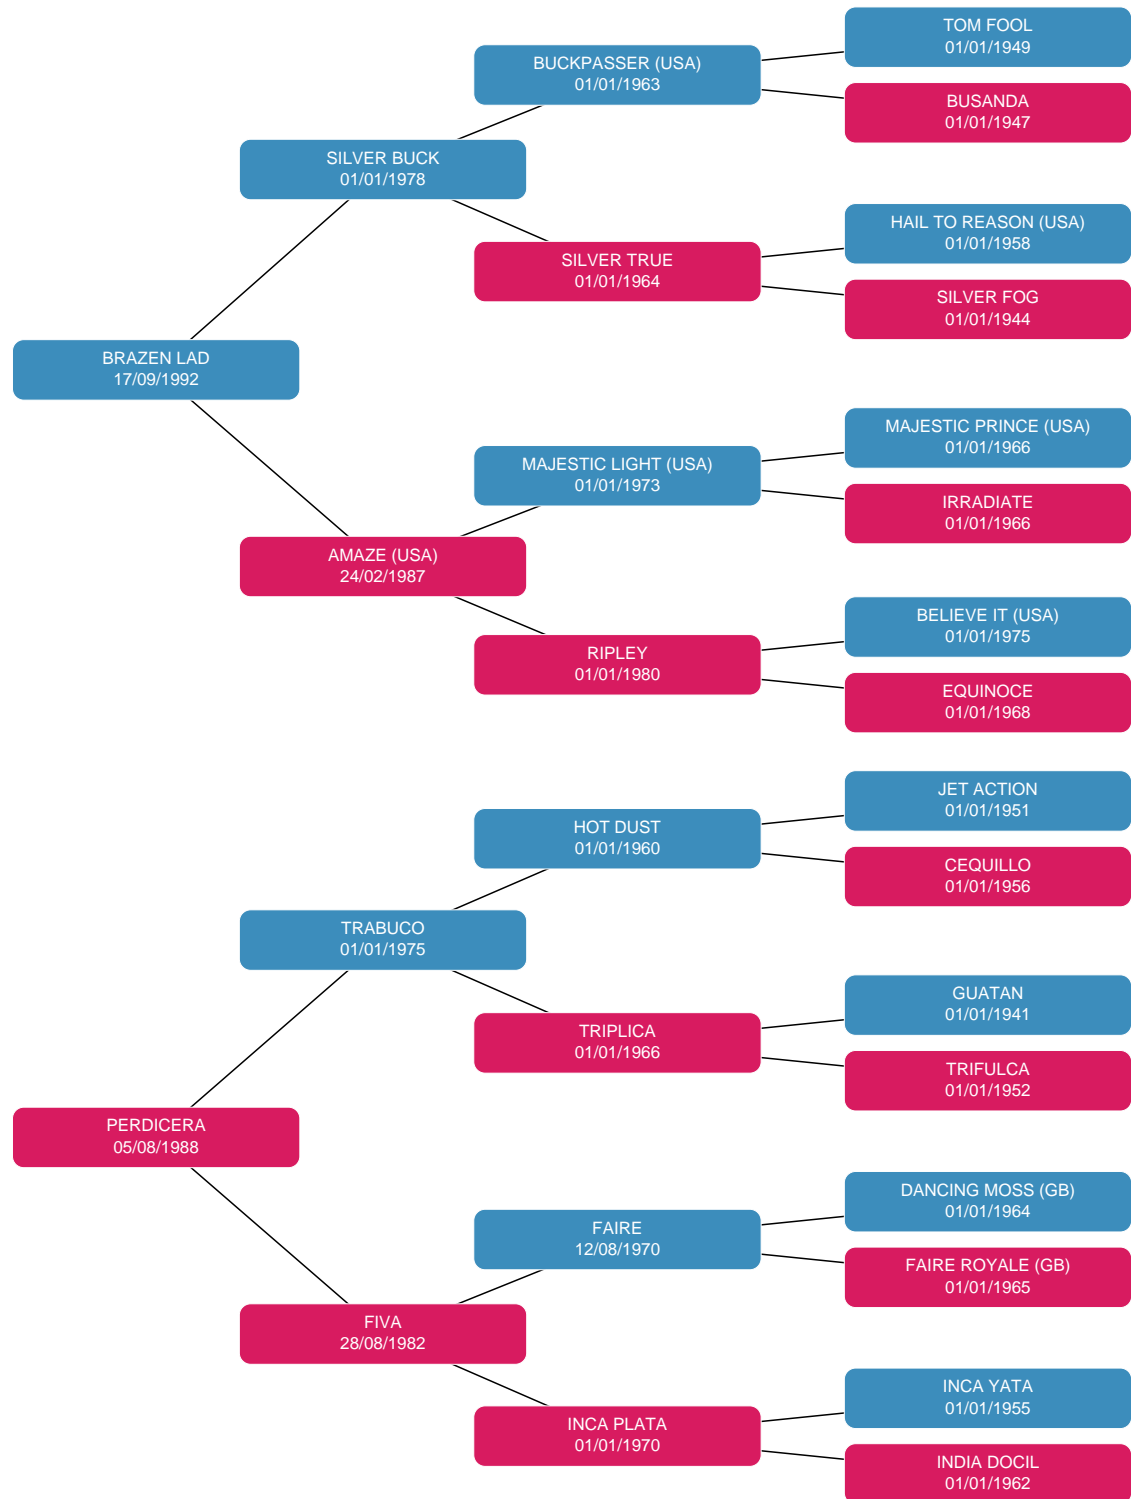 TOM FOOL
01/01/1949
BUCKPASSER (USA)
01/01/1963
BUSANDA
01/01/1947
SILVER BUCK
01/01/1978
HAIL TO REASON (USA)
01/01/1958
SILVER TRUE
01/01/1964
SILVER FOG
01/01/1944
BRAZEN LAD
17/09/1992
MAJESTIC PRINCE (USA)
01/01/1966
MAJESTIC LIGHT (USA)
01/01/1973
IRRADIATE
01/01/1966
AMAZE (USA)
24/02/1987
BELIEVE IT (USA)
01/01/1975
RIPLEY
01/01/1980
EQUINOCE
01/01/1968
JET ACTION
01/01/1951
HOT DUST
01/01/1960
CEQUILLO
01/01/1956
TRABUCO
01/01/1975
GUATAN
01/01/1941
TRIPLICA
01/01/1966
TRIFULCA
01/01/1952
PERDICERA
05/08/1988
DANCING MOSS (GB)
01/01/1964
FAIRE
12/08/1970
FAIRE ROYALE (GB)
01/01/1965
FIVA
28/08/1982
INCA YATA
01/01/1955
INCA PLATA
01/01/1970
INDIA DOCIL
01/01/1962